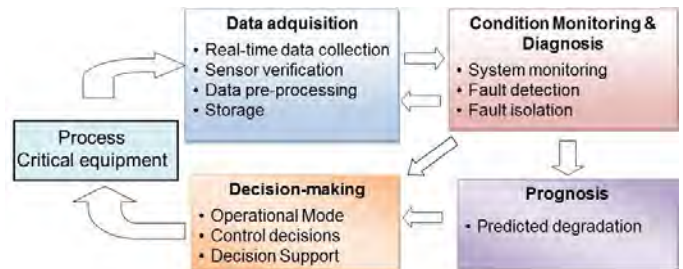 Data adquisition
• Real-time data collection
• Sensor verification
• Data pre-processing
• Storage
Condition Monitoring &
Diagnosis
• System monitoring
• Fault detection
• Fault isolation
Process
Critical equipment
Decision-making
• Operational Mode
• Control decisions
• Decision Support
Prognosis
• Predicted degradation